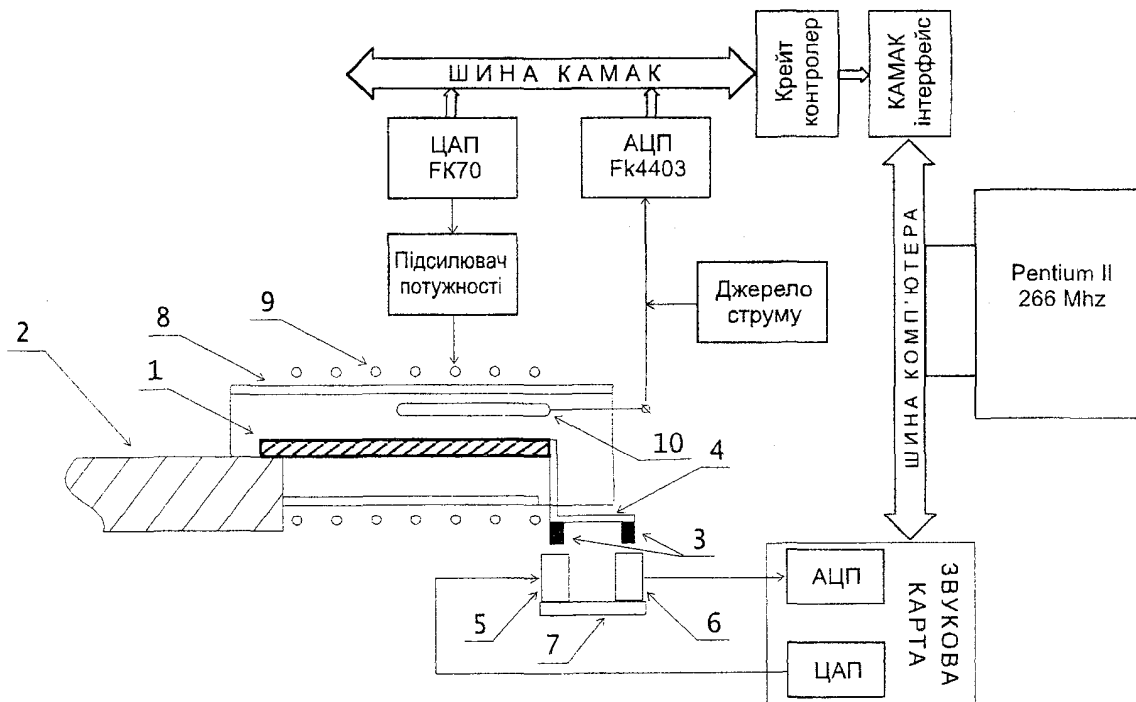 ШИНА КАМАК
Крейт
контролер
КАМАК
інтерфейс
ЦАП
FK70
АЦП
Fk4403
Підсилювач
потужності
Джерело
струму
ШИНА КОМП'ЮТЕРА
Pentium II
266 Mhz
9
8
2
1
10
4
3
5
7
6
АЦП
ЦАП
ЗВУКОВА
КАРТА